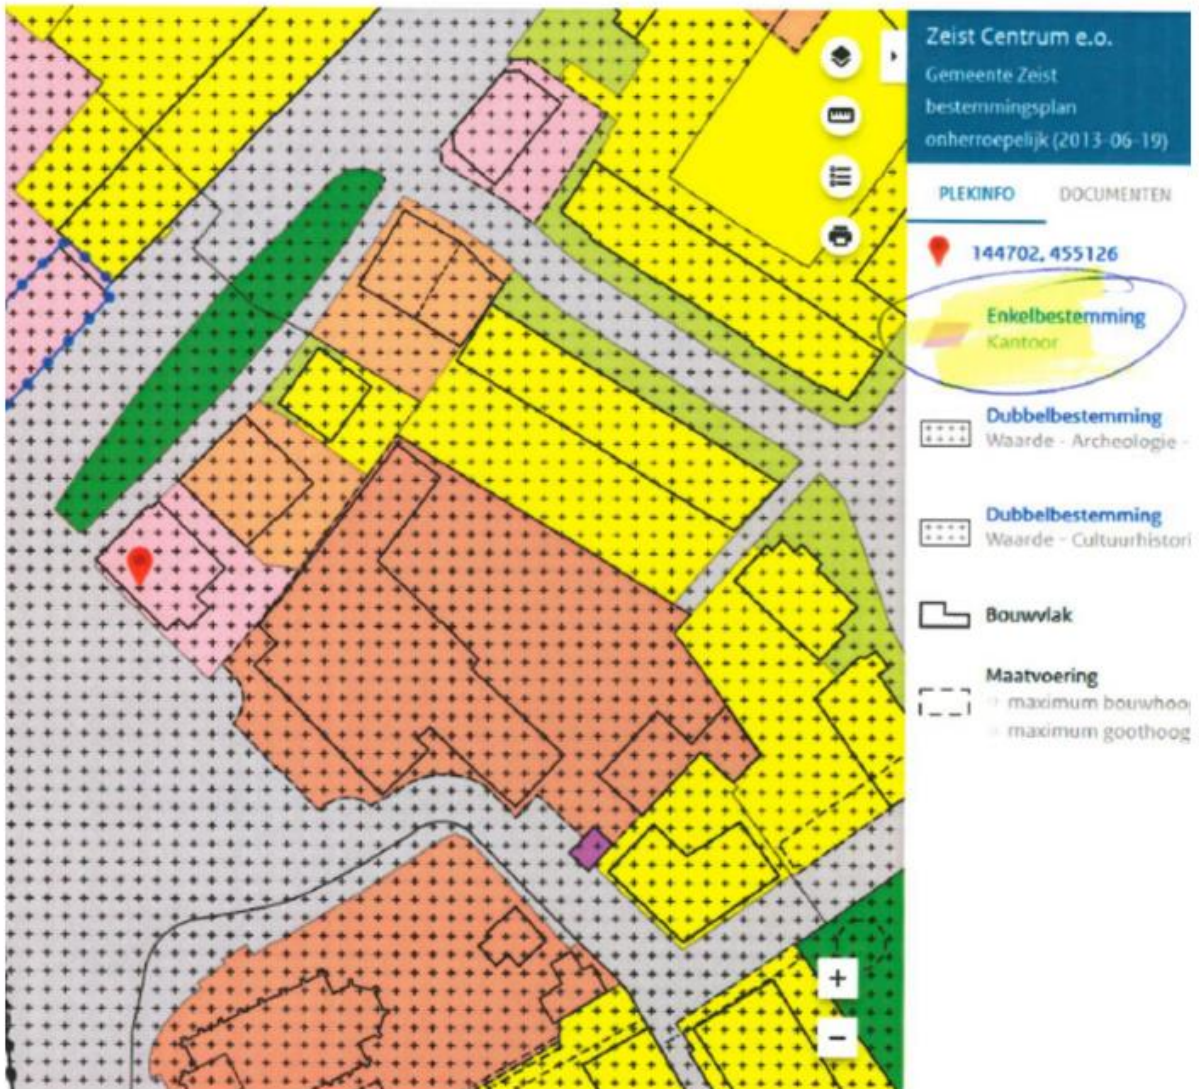 Zeist Centrum e.o.
Gemeente Zeist
bestemmingsplan
onherroepelijk (2013-06-19)
PLEKINFO DOCUMENTEN
144702, 455126
Enkelbestemming
Kantoor
Dubbelbestemming
Waarde - Archeologie -
Dubbelbestemming
Waarde - Cultuurhistori
Bouwvlak
Maatvoering
maximum bouwhoog
maximum goothoog
+
−